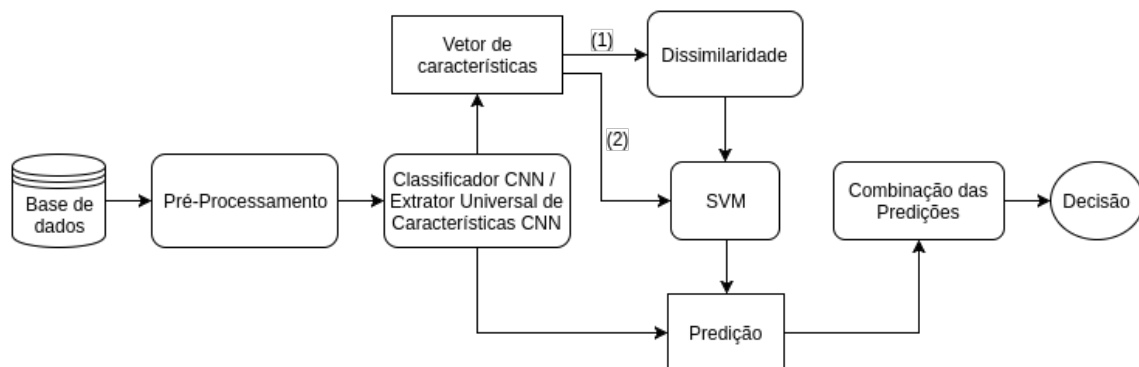 Vetor de
características
(1)
Dissimilaridade
(2)
Base de
dados
Pré-Processamento
Classificador CNN /
Extrator Universal de
Características CNN
SVM
Combinação das
Predições
Decisão
Predição